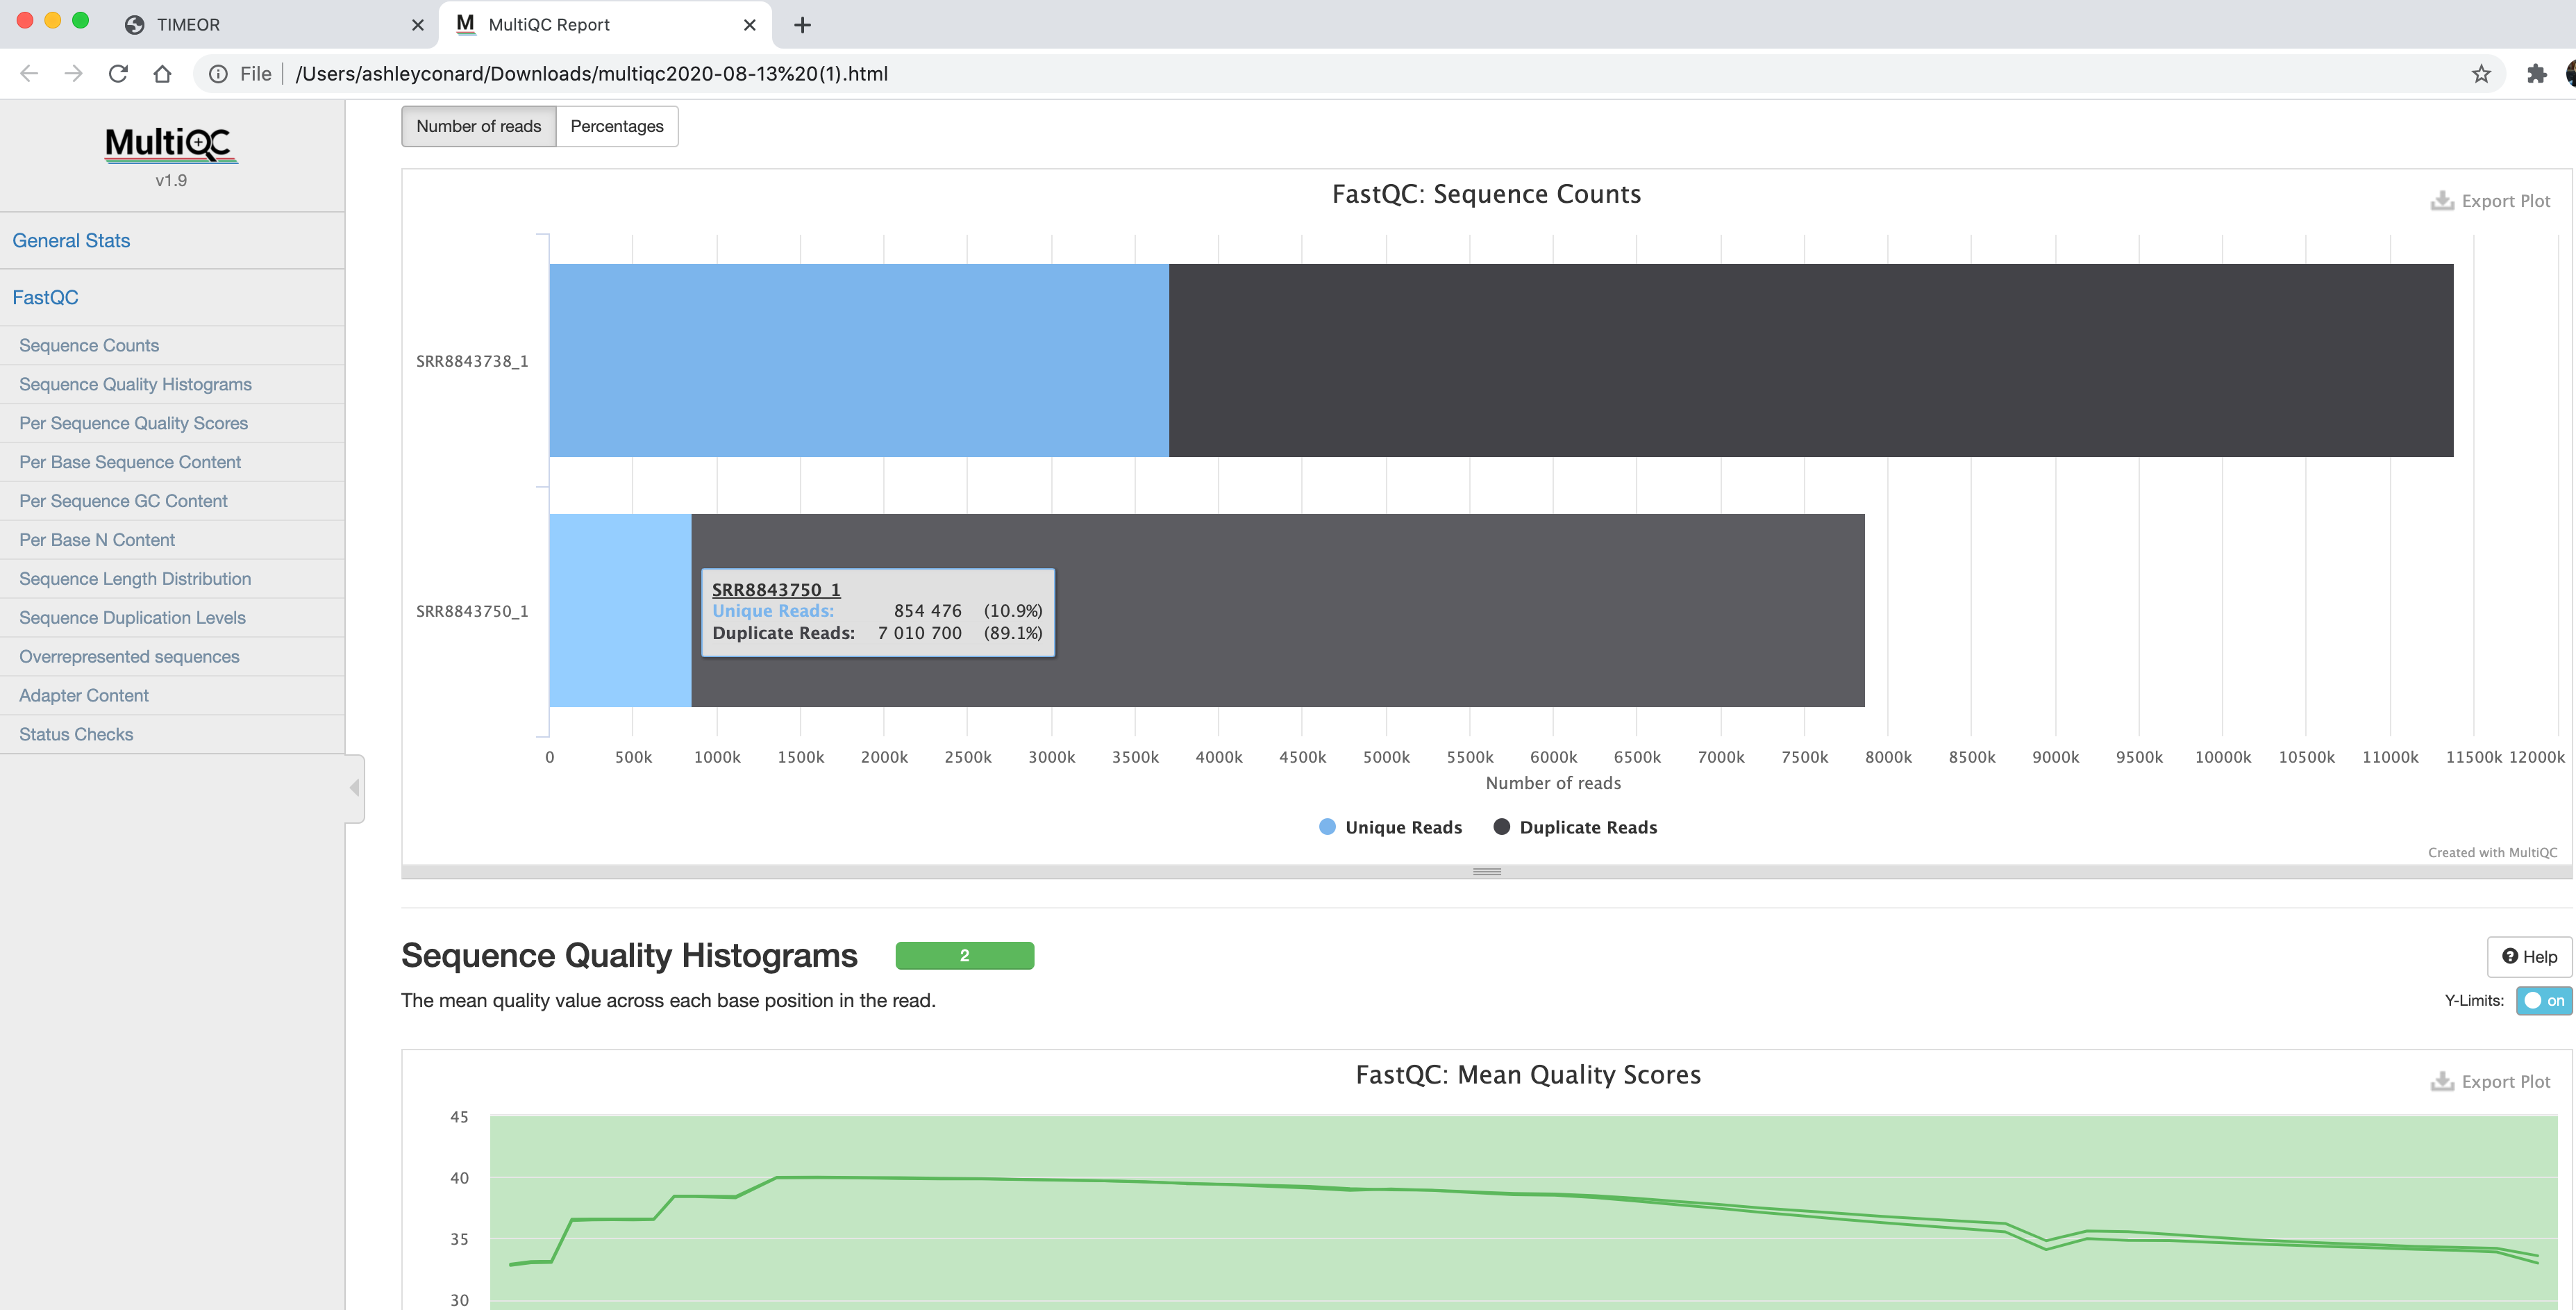 TIMEOR
MultiQC Report
File
/Users/ashleyconard/Downloads/multiqc2020-08-13%20(1).html
MultiQC
v1.9
General Stats
FastQC
Sequence Counts
Sequence Quality Histograms
Per Sequence Quality Scores
Per Base Sequence Content
Per Sequence GC Content
Per Base N Content
Sequence Length Distribution
Sequence Duplication Levels
Overrepresented sequences
Adapter Content
Status Checks
Number of reads Percentages
FastQC: Sequence Counts
Export Plot
SRR8843738_1
SRR8843750_1
SRR8843750_1
Unique Reads: 854 476 (10.9%)
Duplicate Reads: 7 010 700 (89.1%)
0 500k 1000k 1500k 2000k 2500k 3000k 3500k 4000k 4500k 5000k 5500k 6000k 6500k 7000k 7500k 8000k 8500k 9000k 9500k 10000k 10500k 11000k 11500k 12000k
Number of reads
Unique Reads Duplicate Reads
Created with MultiQC
Sequence Quality Histograms 2
Help
The mean quality value across each base position in the read.
Y-Limits: on
FastQC: Mean Quality Scores
Export Plot
45
40
35
30